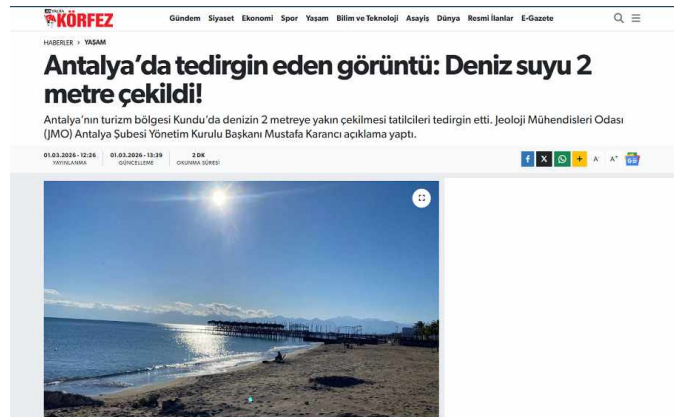 KÖRFEZ
Gündem Siyaset Ekonomi Spor Yaşam Bilim ve Teknoloji Asayiş Dünya Resmi İlanlar E-Gazete
HABERLER > YAŞAM
Antalya'da tedirgin eden görüntü: Deniz suyu 2
metre çekildi!
Antalya'nın turizm bölgesi Kundu'da denizin 2 metreye yakın çekilmesi tatilcileri tedirgin etti. Jeoloji Mühendisleri Odası
(JMO) Antalya Şubesi Yönetim Kurulu Başkanı Mustafa Karancı açıklama yaptı.
01.03.2026 - 12:26 01.03.2026 - 13:39 2 DK
YAYINLANMA GÜNCELLEME OKUNMA SÜRESİ
A- A+